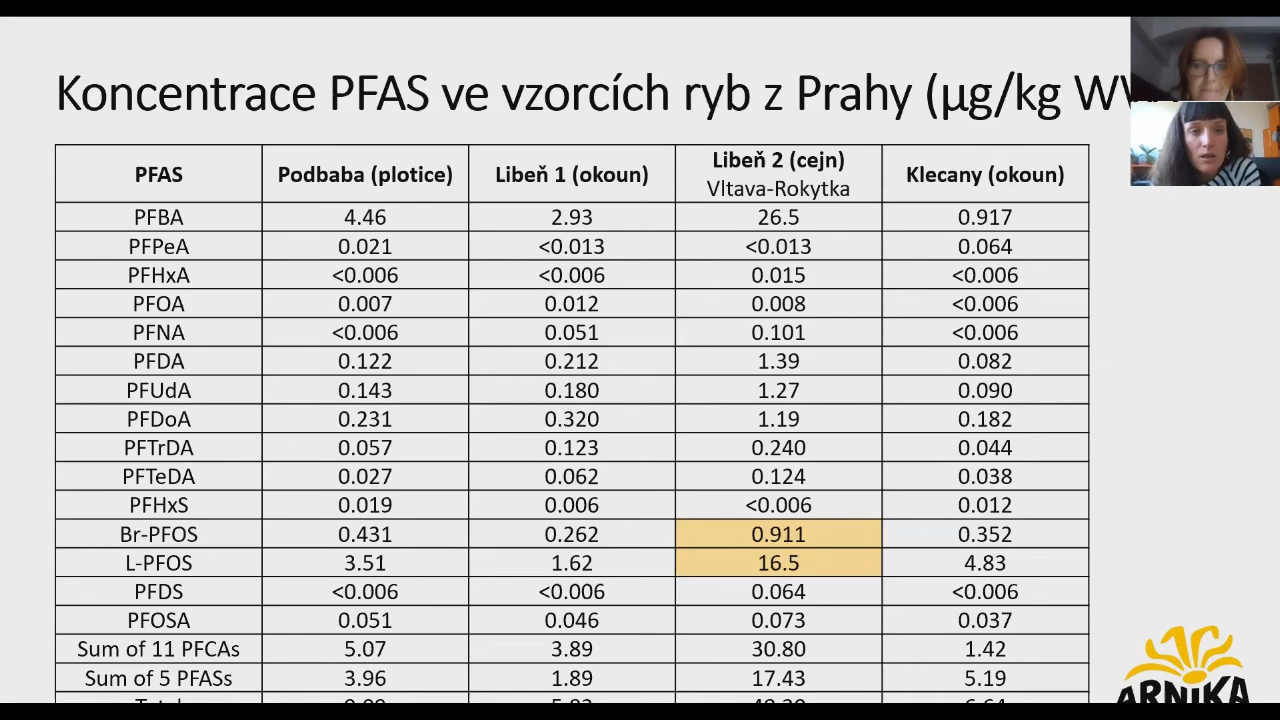 Koncentrace PFAS ve vzorcích ryb z Prahy (µg/kg
PFAS Podbaba (plotice) Libeň 1 (okoun) Libeň 2 (cejn) Vltava-Rokytka Klecany (okoun)
PFBA 4.46 2.93 26.5 0.917
PFPeA 0.021 <0.013 <0.013 0.064
PFHxA <0.006 <0.006 0.015 <0.006
PFOA 0.007 0.012 0.008 <0.006
PFNA <0.006 0.051 0.101 <0.006
PFDA 0.122 0.212 1.39 0.082
PFUdA 0.143 0.180 1.27 0.090
PFDoA 0.231 0.320 1.19 0.182
PFTrDA 0.057 0.123 0.240 0.044
PFTeDA 0.027 0.062 0.124 0.038
PFHxS 0.019 0.006 <0.006 0.012
Br-PFOS 0.431 0.262 0.911 0.352
L-PFOS 3.51 1.62 16.5 4.83
PFDS <0.006 <0.006 0.064 <0.006
PFOSA 0.051 0.046 0.073 0.037
Sum of 11 PFCAs 5.07 3.89 30.80 1.42
Sum of 5 PFASs 3.96 1.89 17.43 5.19
ARNIKA